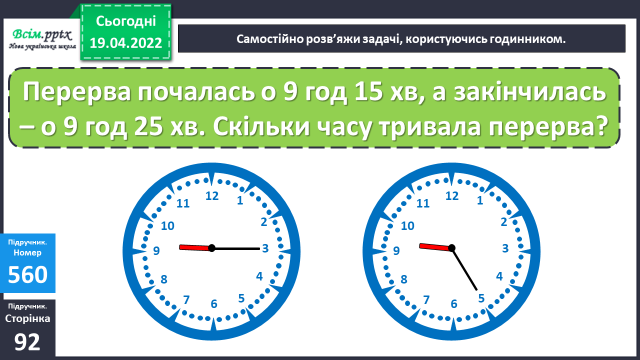 Всім.pptx
Нова українська школа
Сьогодні
19.04.2022
Самостійно розв’яжи задачі, користуючись годинником.
Перерва почалась о 9 год 15 хв, а закінчилась
– о 9 год 25 хв. Скільки часу тривала перерва?
12
11 1
10 2
9 3
8 4
7 5
6
12
11 1
10 2
9 3
8 4
7 5
6
Підручник.
Номер
560
Підручник.
Сторінка
92